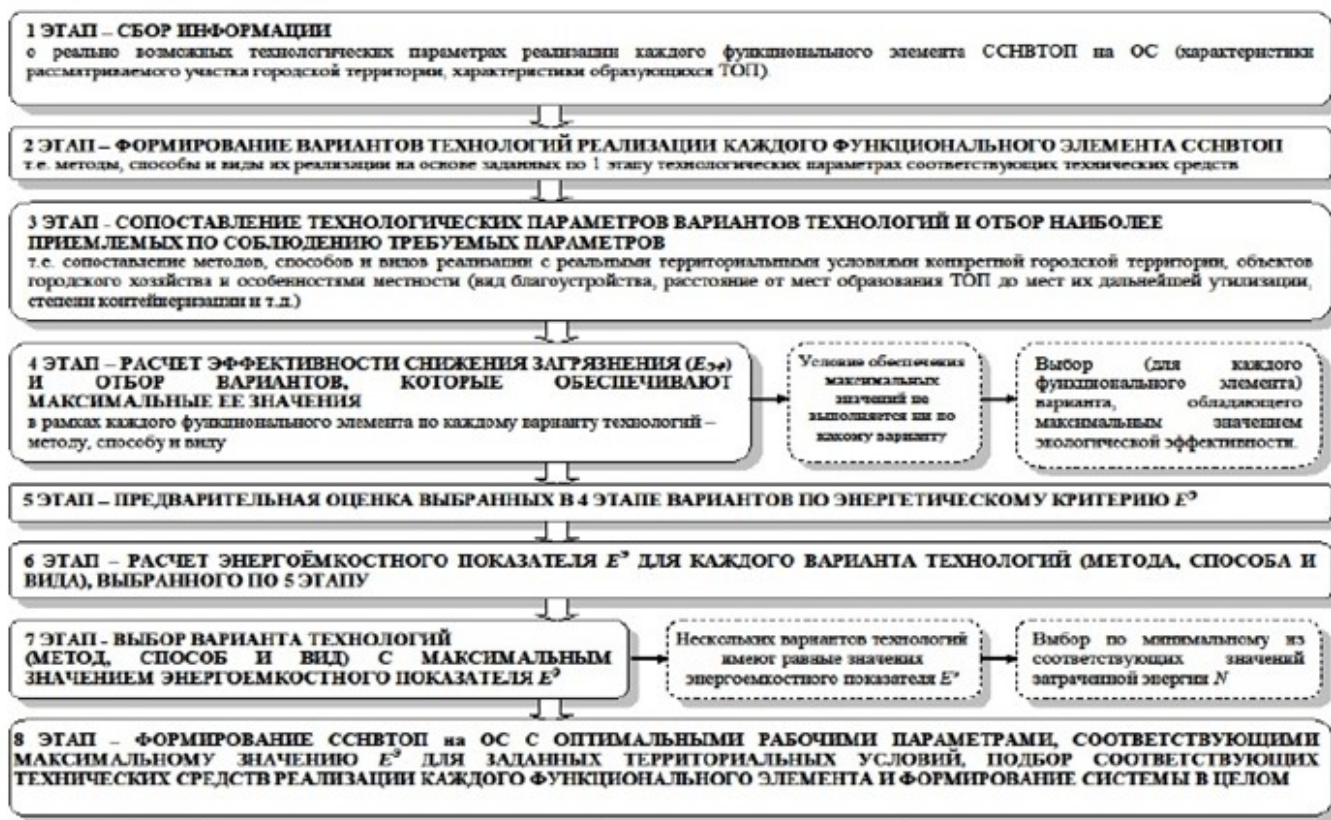 1 ЭТАП – СБОР ИНФОРМАЦИИ
о реально возможных технологических параметрах реализации каждого функционального элемента ССНВТОП на ОС (характеристики
рассматриваемого участка городской территории, характеристики образующихся ТОП).
2 ЭТАП – ФОРМИРОВАНИЕ ВАРИАНТОВ ТЕХНОЛОГИЙ РЕАЛИЗАЦИИ КАЖДОГО ФУНКЦИОНАЛЬНОГО ЭЛЕМЕНТА ССНВТОП
т.е. методы, способы и виды их реализации на основе заданных по 1 этапу технологических параметрах соответствующих технических средств
3 ЭТАП - СОПОСТАВЛЕНИЕ ТЕХНОЛОГИЧЕСКИХ ПАРАМЕТРОВ ВАРИАНТОВ ТЕХНОЛОГИЙ И ОТБОР НАИБОЛЕЕ
ПРИЕМЛЕМЫХ ПО СОБЛЮДЕНИЮ ТРЕБУЕМЫХ ПАРАМЕТРОВ
т.е. сопоставление методов, способов и видов реализации с реальными территориальными условиями конкретной городской территории, объектов
городского хозяйства и особенностями местности (вид благоустройства, расстояние от мест образования ТОП до мест их дальнейшей утилизации,
степени контейнеризации и т.д.)
4 ЭТАП – РАСЧЕТ ЭФФЕКТИВНОСТИ СНИЖЕНИЯ ЗАГРЯЗНЕНИЯ (Eэф)
И ОТБОР ВАРИАНТОВ, КОТОРЫЕ ОБЕСПЕЧИВАЮТ
МАКСИМАЛЬНЫЕ ЕЕ ЗНАЧЕНИЯ
в рамках каждого функционального элемента по каждому варианту технологий –
методу, способу и виду
Условие обеспечения
максимальных
значений не
выполняется ни по
какому варианту
Выбор (для каждого
функционального элемента)
варианта, обладающего
максимальным значением
экологической эффективности.
5 ЭТАП – ПРЕДВАРИТЕЛЬНАЯ ОЦЕНКА ВЫБРАННЫХ В 4 ЭТАПЕ ВАРИАНТОВ ПО ЭНЕРГЕТИЧЕСКОМУ КРИТЕРИЮ Eᵊ
6 ЭТАП – РАСЧЕТ ЭНЕРГОЁМКОСТНОГО ПОКАЗАТЕЛЯ Eᵊ ДЛЯ КАЖДОГО ВАРИАНТА ТЕХНОЛОГИЙ (МЕТОДА, СПОСОБА И
ВИДА), ВЫБРАННОГО ПО 5 ЭТАПУ
7 ЭТАП - ВЫБОР ВАРИАНТА ТЕХНОЛОГИЙ
(МЕТОД, СПОСОБ И ВИД) С МАКСИМАЛЬНЫМ
ЗНАЧЕНИЕМ ЭНЕРГОЕМКОСТНОГО ПОКАЗАТЕЛЯ Eᵊ
Нескольких вариантов технологий
имеют равные значения
энергоемкостного показателя Eᵊ
Выбор по минимальному из
соответствующих значений
затраченной энергии N
8 ЭТАП – ФОРМИРОВАНИЕ ССНВТОП на ОС С ОПТИМАЛЬНЫМИ РАБОЧИМИ ПАРАМЕТРАМИ, СООТВЕТСТВУЮЩИМИ
МАКСИМАЛЬНОМУ ЗНАЧЕНИЮ Eᵊ ДЛЯ ЗАДАННЫХ ТЕРРИТОРИАЛЬНЫХ УСЛОВИЙ, ПОДБОР СООТВЕТСТВУЮЩИХ
ТЕХНИЧЕСКИХ СРЕДСТВ РЕАЛИЗАЦИИ КАЖДОГО ФУНКЦИОНАЛЬНОГО ЭЛЕМЕНТА И ФОРМИРОВАНИЕ СИСТЕМЫ В ЦЕЛОМ